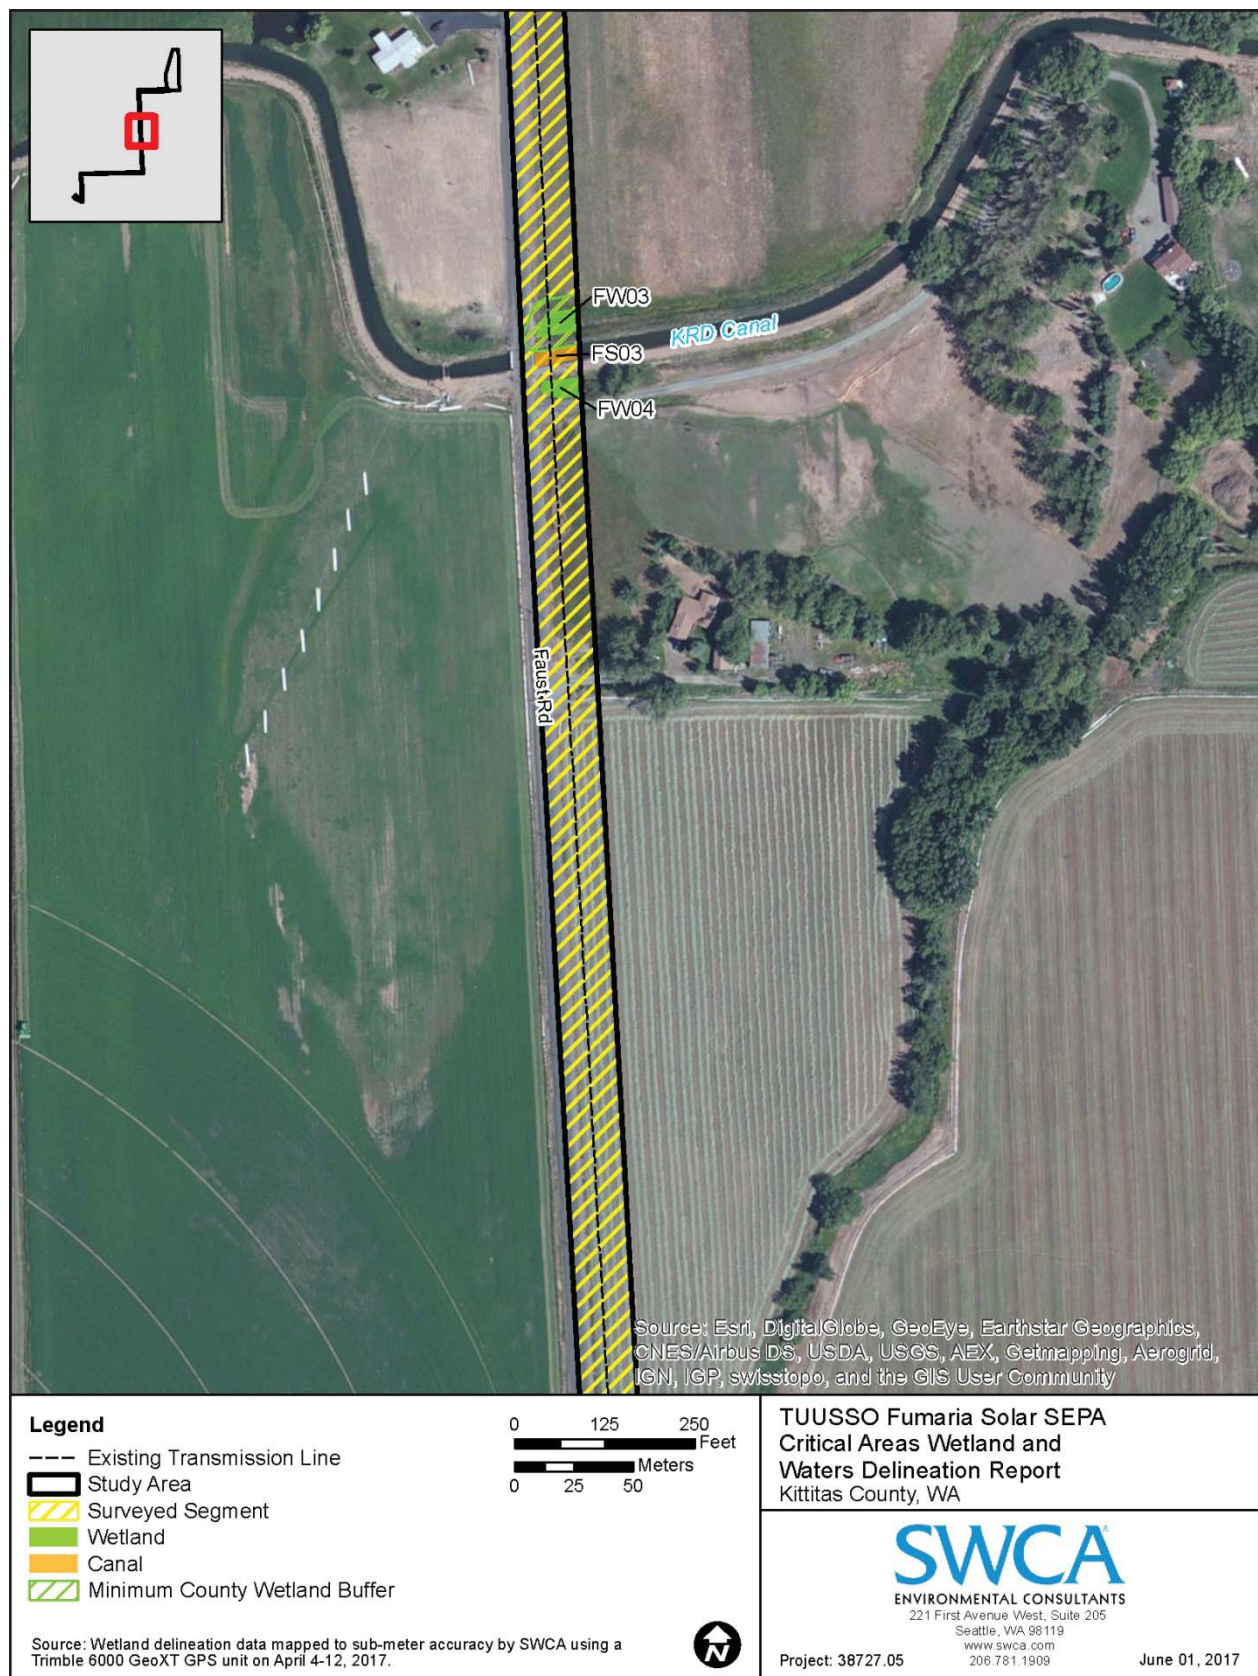 FW03
KRD Canal
FS03
FW04
Faust Rd
Source: Esri, DigitalGlobe, GeoEye, Earthstar Geographics,
CNES/Airbus DS, USDA, USGS, AEX, Getmapping, Aerogrid,
IGN, IGP, swisstopo, and the GIS User Community
Legend
Existing Transmission Line
Study Area
Surveyed Segment
Wetland
Canal
Minimum County Wetland Buffer
0 125 250
Feet
Meters
0 25 50
Source: Wetland delineation data mapped to sub-meter accuracy by SWCA using a
Trimble 6000 GeoXT GPS unit on April 4-12, 2017.
N
TUUSSO Fumaria Solar SEPA
Critical Areas Wetland and
Waters Delineation Report
Kittitas County, WA
SWCA®
ENVIRONMENTAL CONSULTANTS
221 First Avenue West, Suite 205
Seattle, WA 98119
www.swca.com
206.781.1909
Project: 38727.05
June 01, 2017